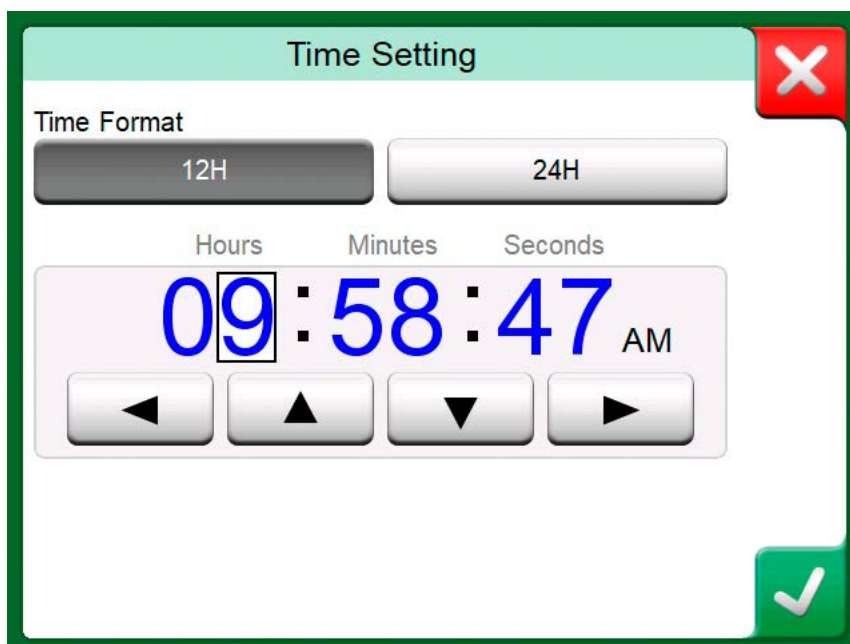 Time Setting
Time Format
12H 24H
Hours Minutes Seconds
09:58:47 AM